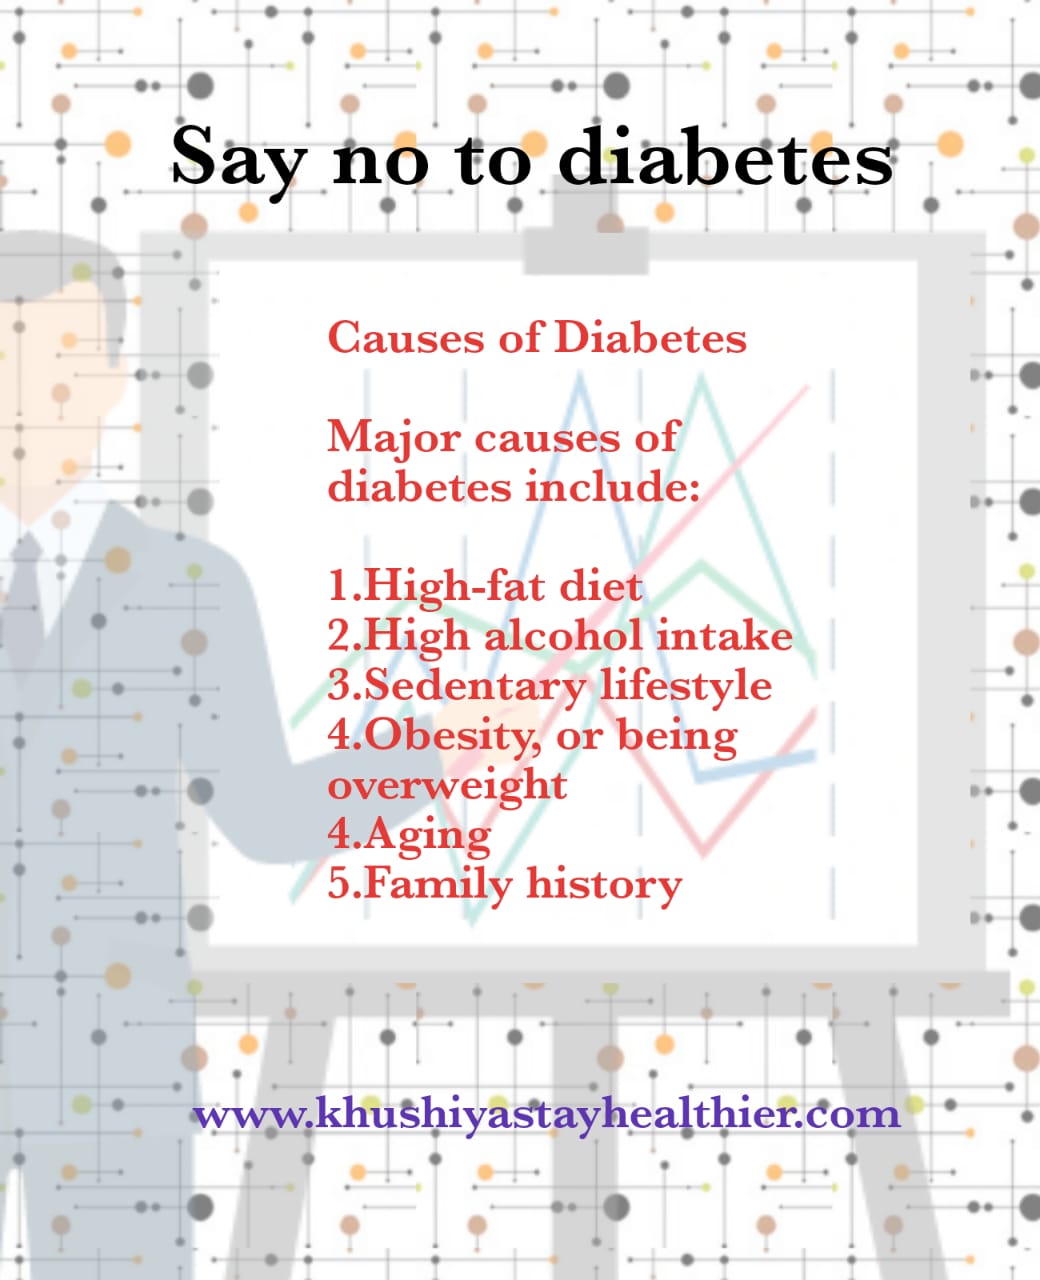 Say no to diabetes
Causes of Diabetes
Major causes of
diabetes include:
1.High-fat diet
2.High alcohol intake
3.Sedentary lifestyle
4.Obesity, or being
overweight
4.Aging
5.Family history
www.khushiyastayhealthier.com